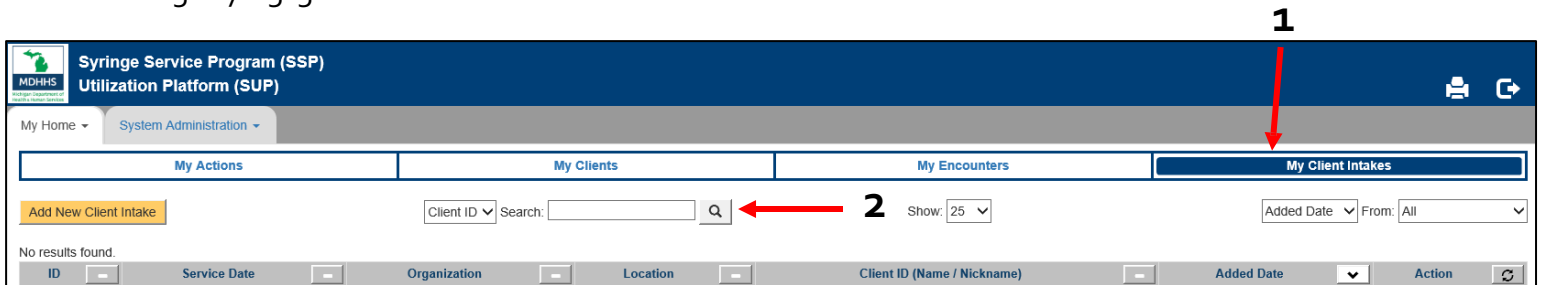 1
Syringe Service Program (SSP)
Utilization Platform (SUP)
MDHHS
My Home
System Administration
My Actions My Clients My Encounters My Client Intakes
Add New Client Intake Client ID Search: 2 Show: 25 Added Date From: All
No results found.
ID Service Date Organization Location Client ID (Name / Nickname) Added Date Action